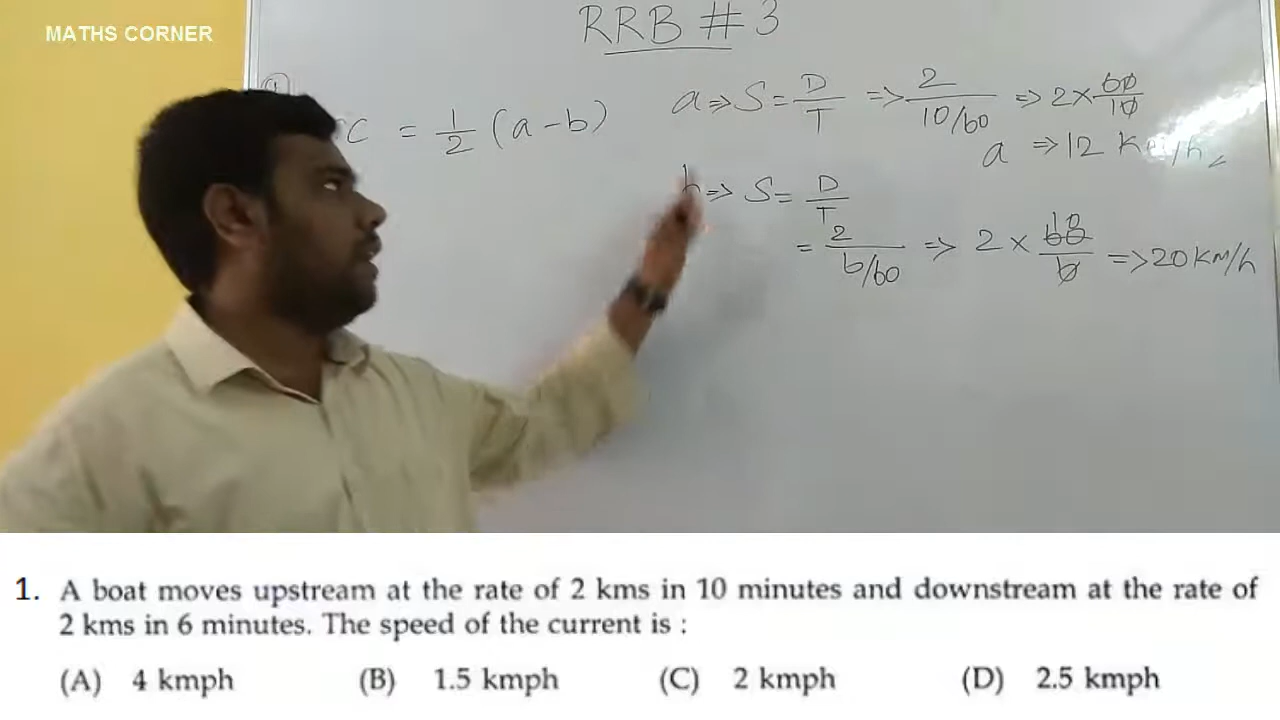 MATHS CORNER
RRB # 3
①
C = 1/2 (a - b)
a => S = D/T => 2/10/60 => 2 × 60/10
a => 12 Km/h
b => S = D/T
= 2/6/60 => 2 × 60/6 => 20 KM/h
10
1. A boat moves upstream at the rate of 2 kms in 10 minutes and downstream at the rate of
2 kms in 6 minutes. The speed of the current is :
(A) 4 kmph (B) 1.5 kmph (C) 2 kmph (D) 2.5 kmph